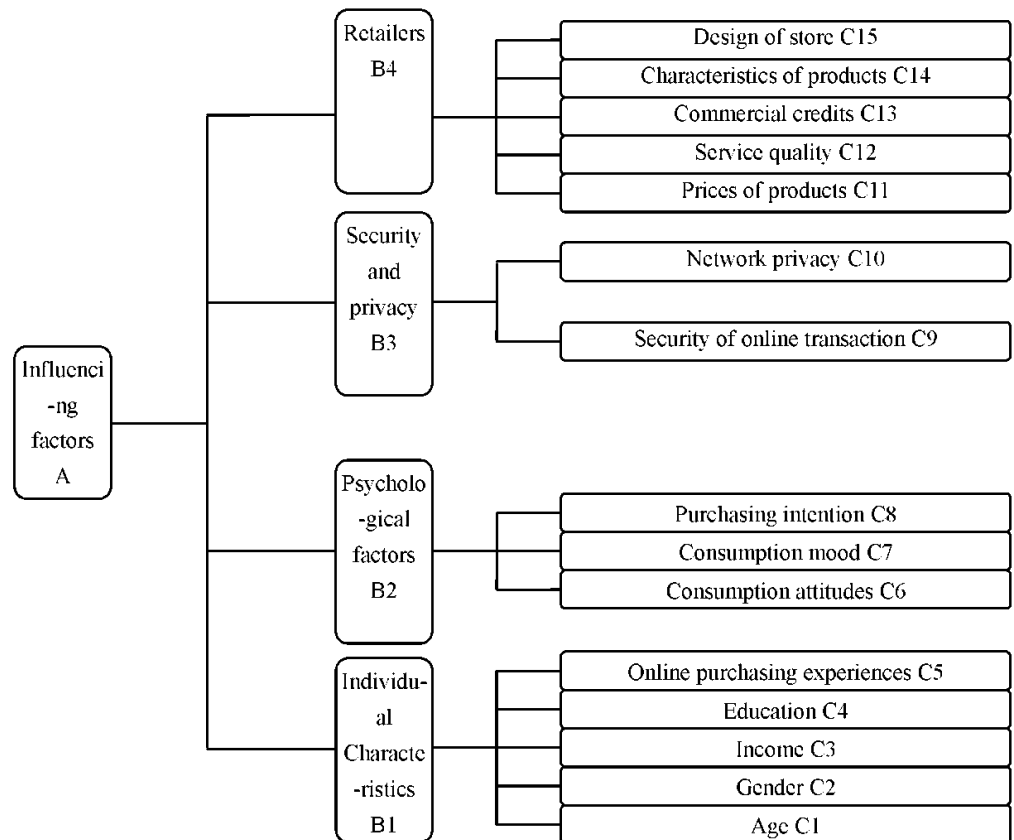 Retailers
B4
Design of store C15
Characteristics of products C14
Commercial credits C13
Service quality C12
Prices of products C11
Security
and
privacy
B3
Network privacy C10
Security of online transaction C9
Influenci
-ng
factors
A
Psycholo
-gical
factors
B2
Purchasing intention C8
Consumption mood C7
Consumption attitudes C6
Individu-
al
Characte
-ristics
B1
Online purchasing experiences C5
Education C4
Income C3
Gender C2
Age C1